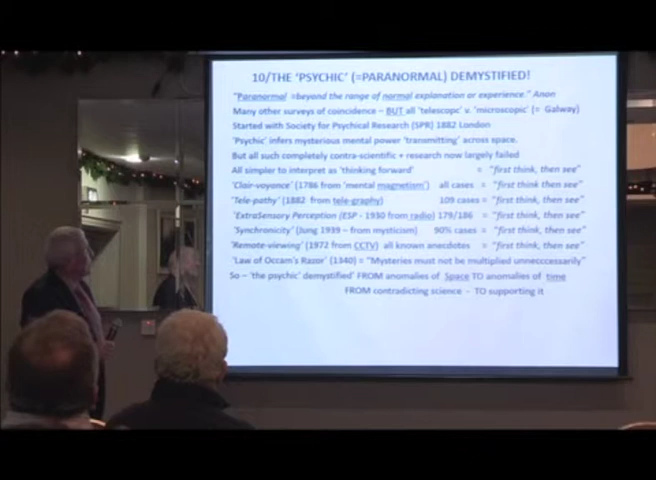 10/THE 'PSYCHIC' (=PARANORMAL) DEMYSTIFIED!
"Paranormal =beyond the range of normal explanation or experience." Anon
Many other surveys of coincidence – BUT all 'telescopc' v. 'microscopic' (= Galway)
Started with Society for Psychical Research (SPR) 1882 London
'Psychic' infers mysterious mental power 'transmitting' across space.
But all such completely contra-scientific + research now largely failed
All simpler to interpret as 'thinking forward' = "first think, then see"
'Clair-voyance' (1786 from 'mental magnetism') all cases = "first think then see"
'Tele-pathy' (1882 from tele-graphy) 109 cases = "first think, then see"
'ExtraSensory Perception (ESP - 1930 from radio) 179/186 = "first think, then see"
'Synchronicity' (Jung 1939 – from mysticism) 90% cases = "first think, then see"
'Remote-viewing' (1972 from CCTV) all known anecdotes = "first think, then see"
'Law of Occam's Razor' (1340) = "Mysteries must not be multiplied unnecccessarily"
So – 'the psychic' demystified' FROM anomalies of Space TO anomalies of time
FROM contradicting science - TO supporting it